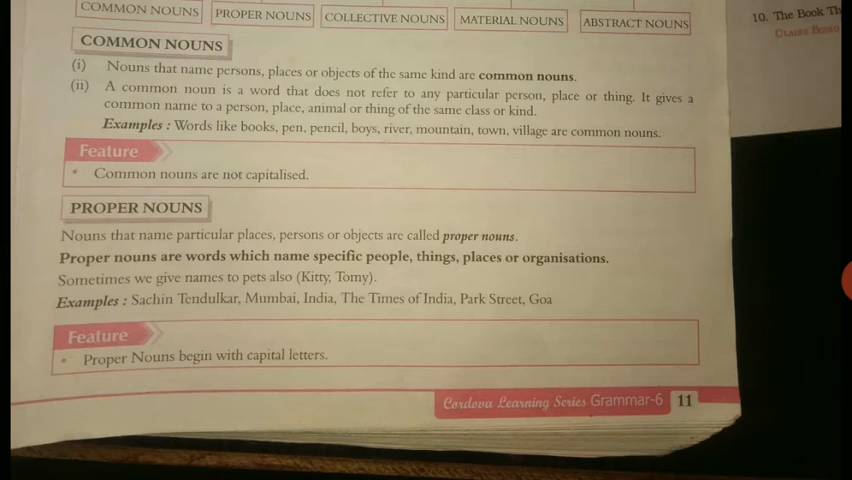 COMMON NOUNS PROPER NOUNS COLLECTIVE NOUNS MATERIAL NOUNS ABSTRACT NOUNS
COMMON NOUNS
(i) Nouns that name persons, places or objects of the same kind are common nouns.
(ii) A common noun is a word that does not refer to any particular person, place or thing. It gives a
common name to a person, place, animal or thing of the same class or kind.
Examples : Words like books, pen, pencil, boys, river, mountain, town, village are common nouns.
Feature
• Common nouns are not capitalised.
PROPER NOUNS
Nouns that name particular places, persons or objects are called proper nouns.
Proper nouns are words which name specific people, things, places or organisations.
Sometimes we give names to pets also (Kitty, Tomy).
Examples : Sachin Tendulkar, Mumbai, India, The Times of India, Park Street, Goa
Feature
• Proper Nouns begin with capital letters.
Cordova Learning Series Grammar-6 11
10. The Book Th